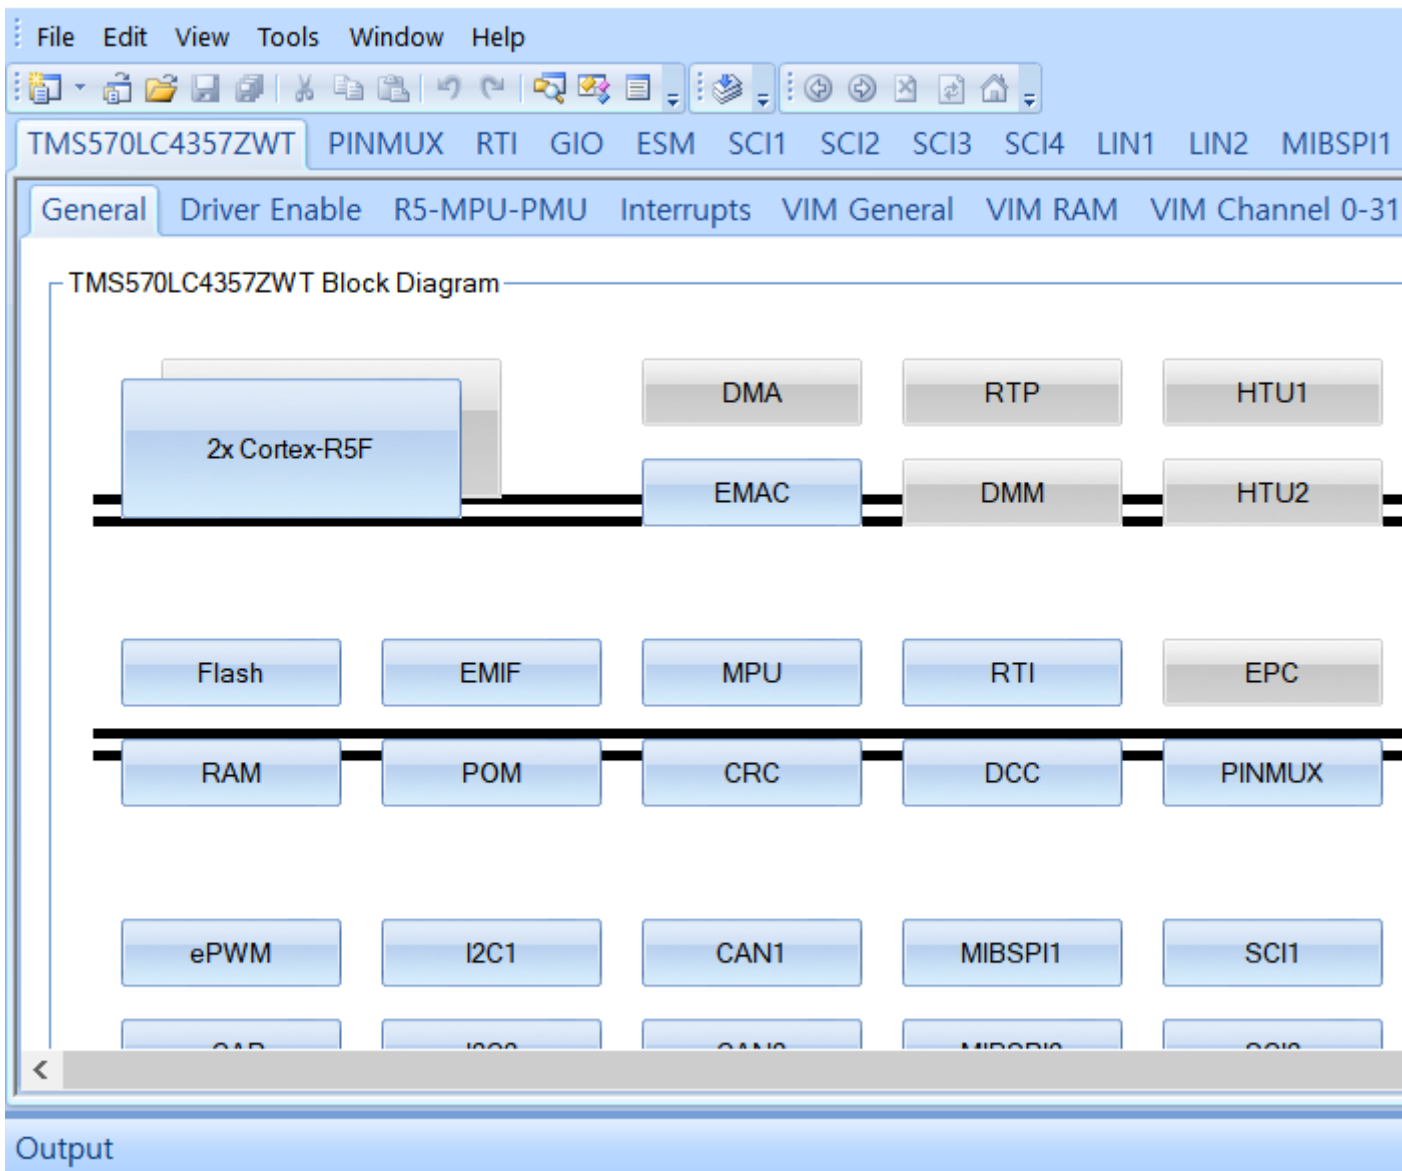 File Edit View Tools Window Help
TMS570LC4357ZWT PINMUX RTI GIO ESM SCI1 SCI2 SCI3 SCI4 LIN1 LIN2 MIBSPI1
General Driver Enable R5-MPU-PMU Interrupts VIM General VIM RAM VIM Channel 0-31
TMS570LC4357ZWT Block Diagram
DMA RTP HTU1
2x Cortex-R5F
EMAC DMM HTU2
Flash EMIF MPU RTI EPC
RAM POM CRC DCC PINMUX
ePWM I2C1 CAN1 MIBSPI1 SCI1
Output